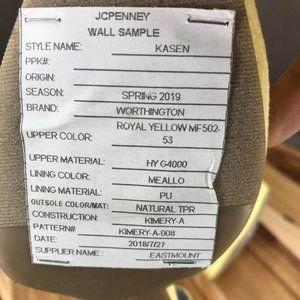 JCPENNEY
WALL SAMPLE
STYLE NAME: KASEN
PPK#:
ORIGIN:
SEASON: SPRING 2019
BRAND: WORTHINGTON
UPPER COLOR: ROYAL YELLOW MF502-
53
UPPER MATERIAL: HY G4000
LINING COLOR: MEALLO
LINING MATERIAL: PU
OUTSOLE COLOR/MAT: NATURAL TPR
CONSTRUCTION: KIMERY-A
PATTERN# KIMERY-A-008
DATE: 2018/7/27
SUPPLIER NAME: EASTMOUNT